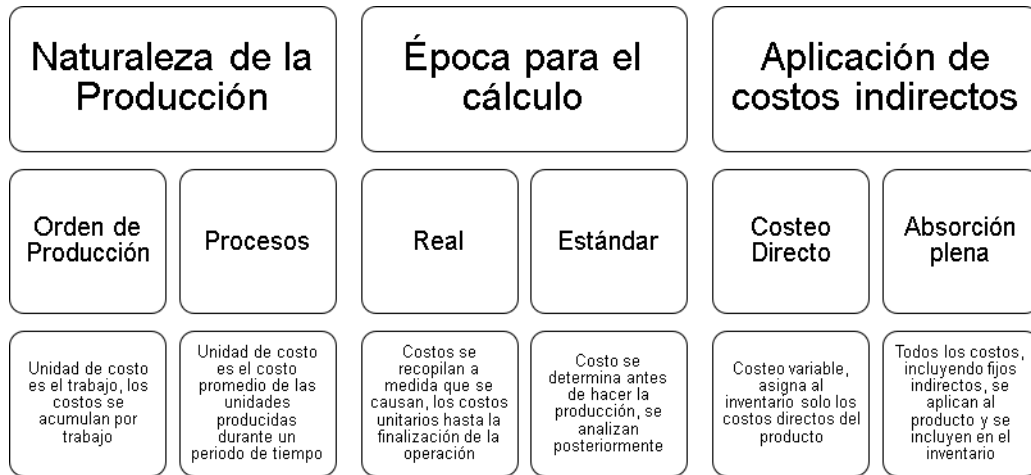 Naturaleza de la
Producción
Época para el
cálculo
Aplicación de
costos indirectos
Orden de
Producción
Procesos
Real
Estándar
Costeo
Directo
Absorción
plena
Unidad de costo
es el trabajo, los
costos se
acumulan por
trabajo
Unidad de costo
es el costo
promedio de las
unidades
producidas
durante un
periodo de tiempo
Costos se
recopilan a
medida que se
causan, los costos
unitarios hasta la
finalización de la
operación
Costo se
determina antes
de hacer la
producción, se
analizan
posteriormente
Costeo variable,
asigna al
inventario solo los
costos directos del
producto
Todos los costos,
incluyendo fijos
indirectos, se
aplican al
producto y se
incluyen en el
inventario